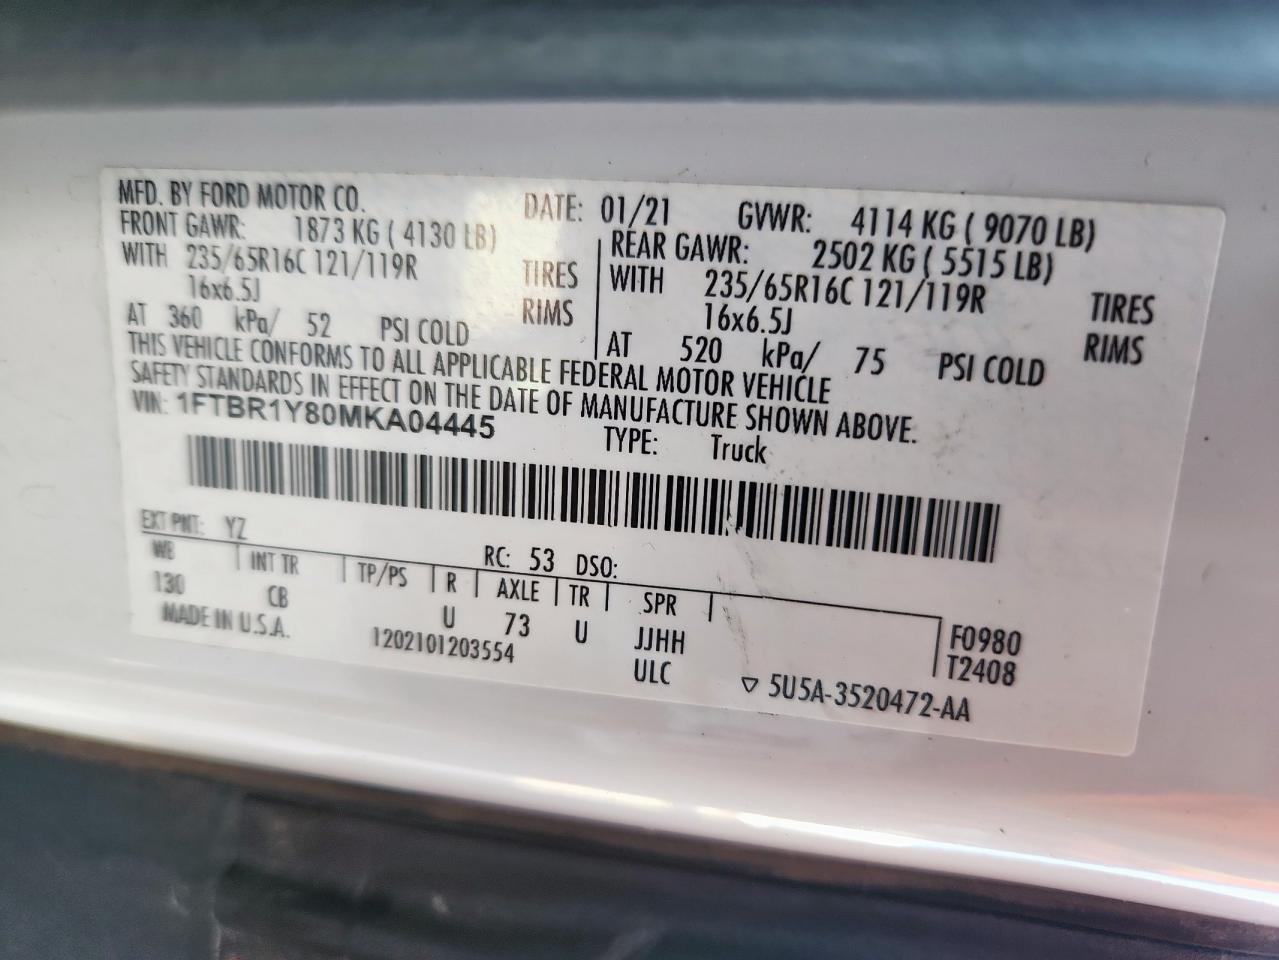 MFD. BY FORD MOTOR CO. DATE: 01/21 GVWR: 4114 KG ( 9070 LB)
FRONT GAWR: 1873 KG ( 4130 LB) REAR GAWR: 2502 KG ( 5515 LB)
WITH 235/65R16C 121/119R TIRES WITH 235/65R16C 121/119R TIRES
16x6.5J RIMS 16x6.5J RIMS
AT 360 kPa/ 52 PSI COLD AT 520 kPa/ 75 PSI COLD
THIS VEHICLE CONFORMS TO ALL APPLICABLE FEDERAL MOTOR VEHICLE
SAFETY STANDARDS IN EFFECT ON THE DATE OF MANUFACTURE SHOWN ABOVE.
VIN: 1FTBR1Y80MKA04445 TYPE: Truck
EXT PNT: YZ RC: 53 DSO:
WB INT TR TP/PS R AXLE TR SPR
130 CB U 73 U JJHH F0980
MADE IN U.S.A. 1202101203554 ULC T2408
▽ 5U5A-3520472-AA